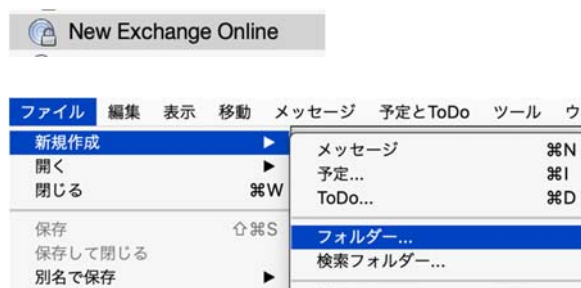 New Exchange Online
ファイル 編集 表示 移動 メッセージ 予定とToDo ツール ウ
新規作成 ▶
開く ▶
閉じる ⌘W
保存 ⇧⌘S
保存して閉じる
別名で保存 ▶
メッセージ ⌘N
予定... ⌘I
ToDo... ⌘D
フォルダー...
検索フォルダー...